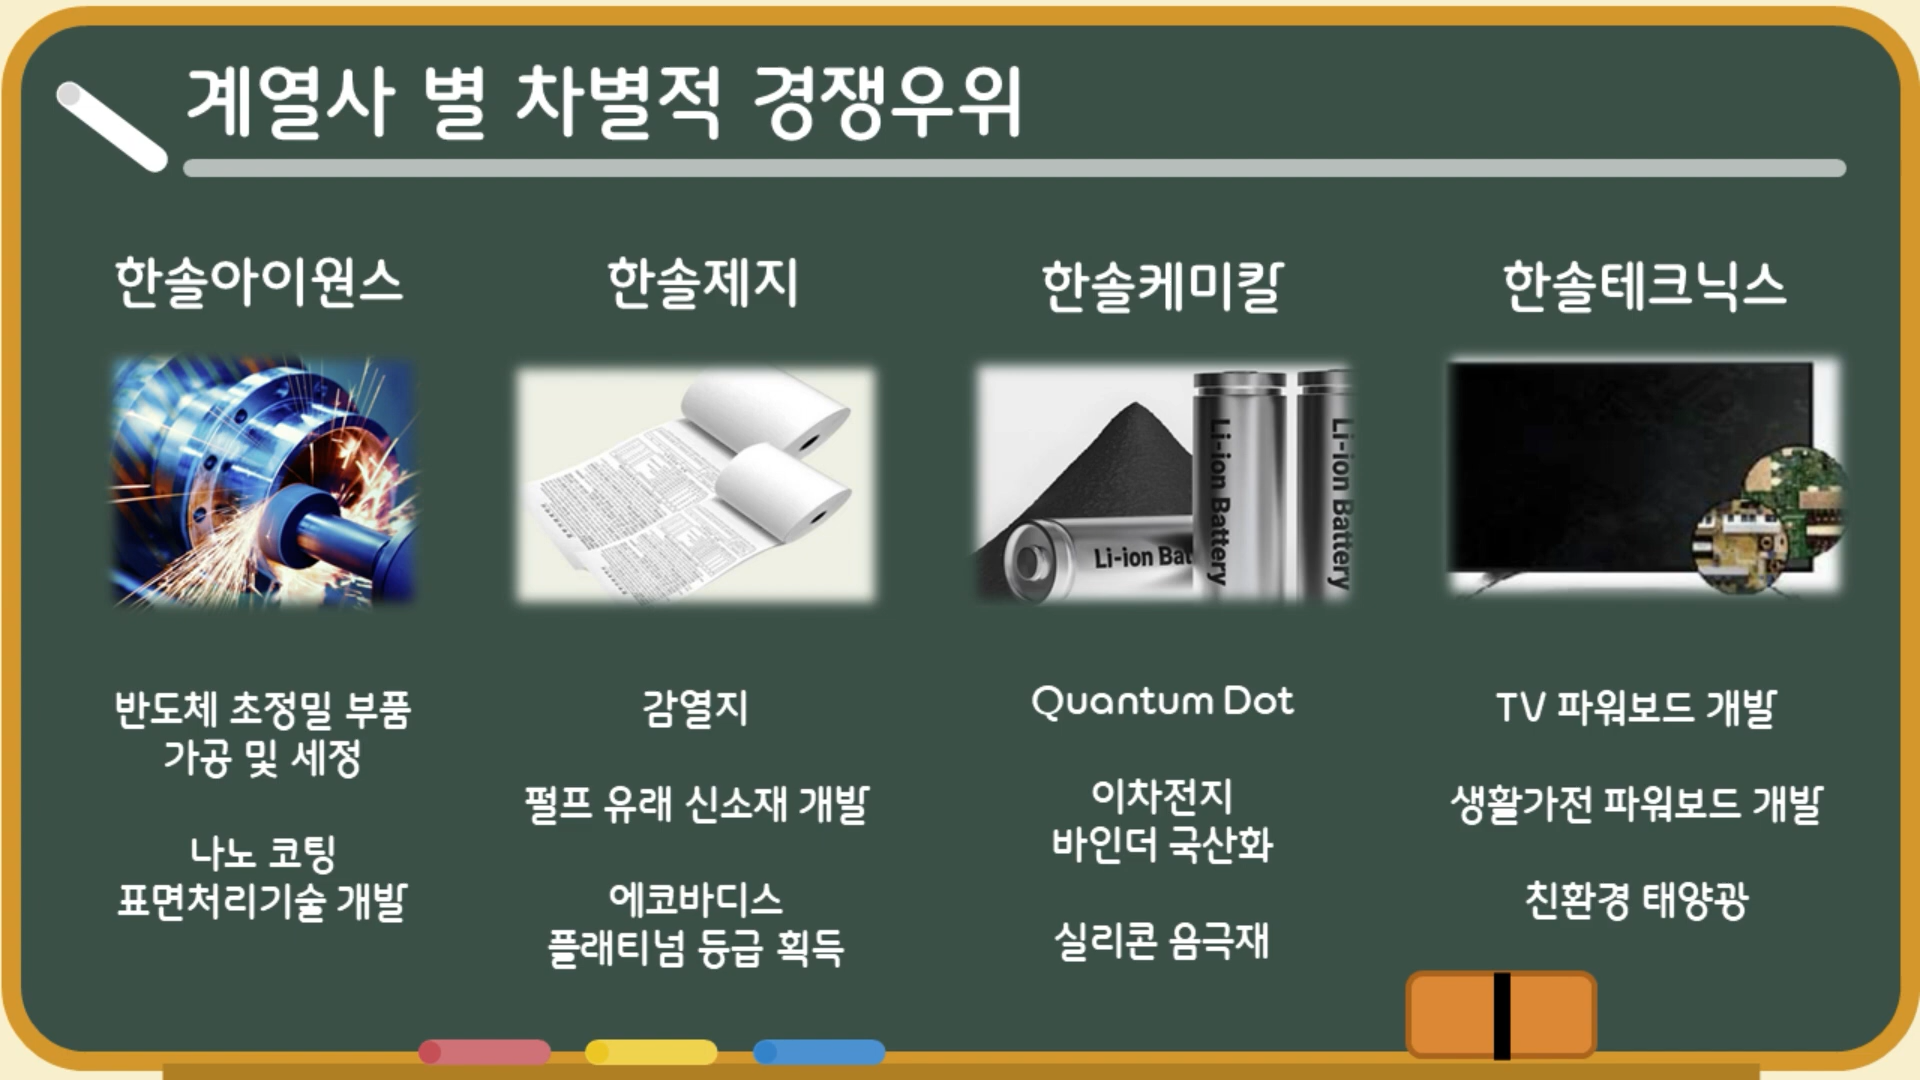 계열사 별 차별적 경쟁우위
한솔아이원스
한솔제지
한솔케미칼
한솔테크닉스
Li-ion Bat
Li-ion Battery
Li-ion Battery
반도체 초정밀 부품
가공 및 세정
나노 코팅
표면처리기술 개발
감열지
펄프 유래 신소재 개발
에코바디스
플래티넘 등급 획득
Quantum Dot
이차전지
바인더 국산화
실리콘 음극재
TV 파워보드 개발
생활가전 파워보드 개발
친환경 태양광